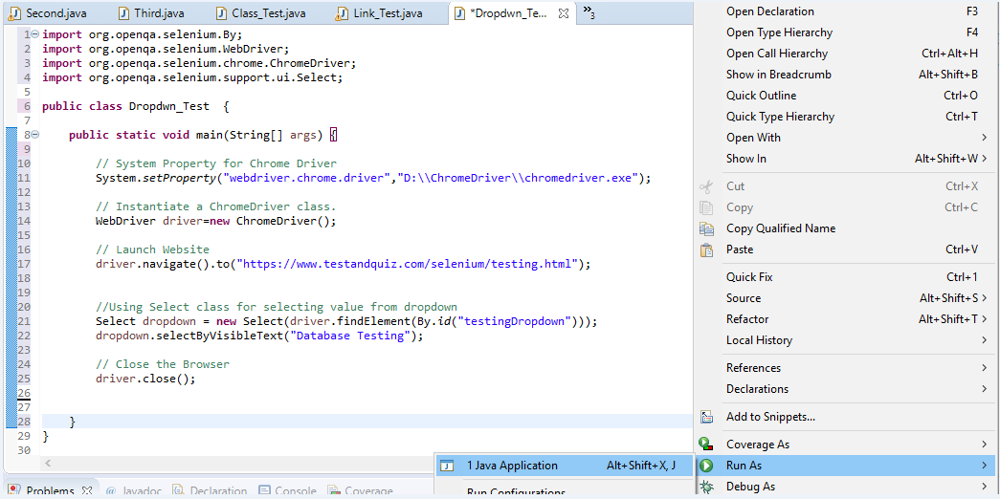 Second.java Third.java Class_Test.java Link_Test.java *Dropdwn_Te... »3
1 import org.openqa.selenium.By;
2 import org.openqa.selenium.WebDriver;
3 import org.openqa.selenium.chrome.ChromeDriver;
4 import org.openqa.selenium.support.ui.Select;
5
6 public class Dropdwn_Test  {
7
8     public static void main(String[] args) {
9
10         // System Property for Chrome Driver
11         System.setProperty("webdriver.chrome.driver","D:\\ChromeDriver\\chromedriver.exe");
12
13         // Instantiate a ChromeDriver class.
14         WebDriver driver=new ChromeDriver();
15
16         // Launch Website
17         driver.navigate().to("https://www.testandquiz.com/selenium/testing.html");
18
19
20         //Using Select class for selecting value from dropdown
21         Select dropdown = new Select(driver.findElement(By.id("testingDropdown")));
22         dropdown.selectByVisibleText("Database Testing");
23
24         // Close the Browser
25         driver.close();
26
27
28     }
29 }
30
Open Declaration F3
Open Type Hierarchy F4
Open Call Hierarchy Ctrl+Alt+H
Show in Breadcrumb Alt+Shift+B
Quick Outline Ctrl+O
Quick Type Hierarchy Ctrl+T
Open With >
Show In Alt+Shift+W >
Cut Ctrl+X
Copy Ctrl+C
Copy Qualified Name
Paste Ctrl+V
Quick Fix Ctrl+1
Source Alt+Shift+S >
Refactor Alt+Shift+T >
Local History >
References >
Declarations >
Add to Snippets...
Coverage As >
Run As >
Debug As >
1 Java Application Alt+Shift+X, J
Run Configurations...
Problems @ Javadoc Declaration Console Coverage